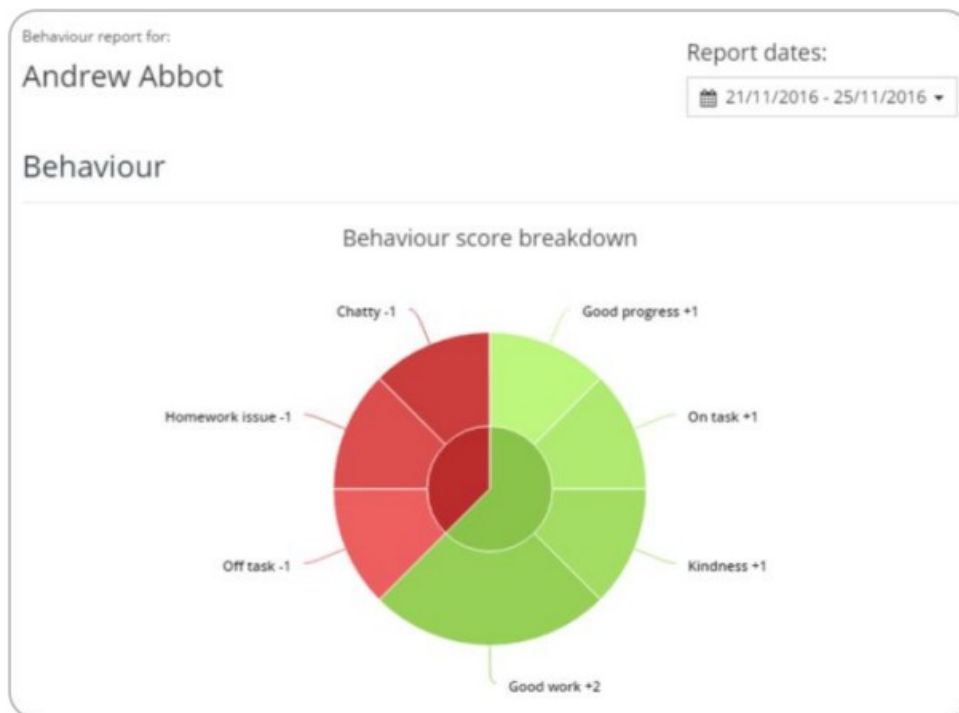 Behaviour report for:
Andrew Abbot
Report dates:
21/11/2016 - 25/11/2016
Behaviour
Behaviour score breakdown
Chatty -1
Good progress +1
Homework issue -1
On task +1
Off task -1
Kindness +1
Good work +2